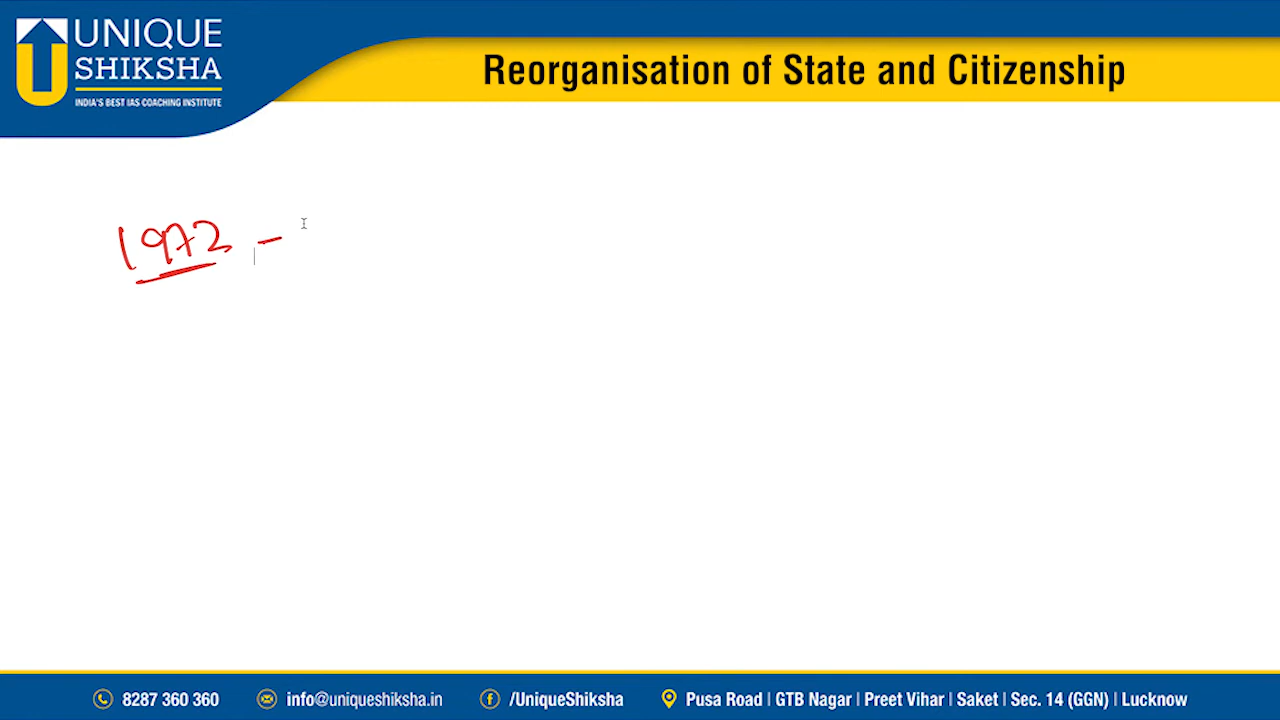 UNIQUE
SHIKSHA
INDIA'S BEST IAS COACHING INSTITUTE
Reorganisation of State and Citizenship
1972 -
8287 360 360 info@uniqueshiksha.in /UniqueShiksha Pusa Road | GTB Nagar | Preet Vihar | Saket | Sec. 14 (GGN) | Lucknow